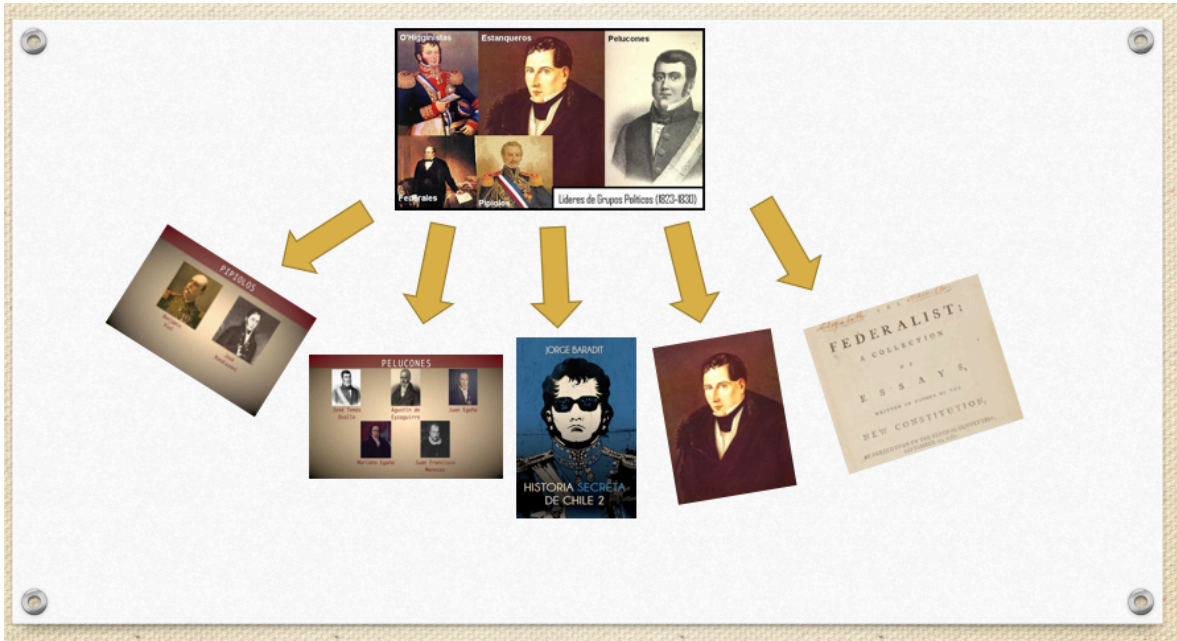 O'Higginistas
Estanqueros
Pelucones
Federales
Pipiolos
Líderes de Grupos Políticos (1823-1830)
PIPIOLOS
PELUCONES
José Tomás
Ovalle
Agustín de
Eyzaguirre
Juan Egaña
Mariano Egaña
Juan Francisco
Meneses
JORGE BARADIT
HISTORIA SECRETA
DE CHILE 2
THE
FEDERALIST:
A COLLECTION
OF
ESSAYS,
WRITTEN IN FAVOUR OF THE
NEW CONSTITUTION,